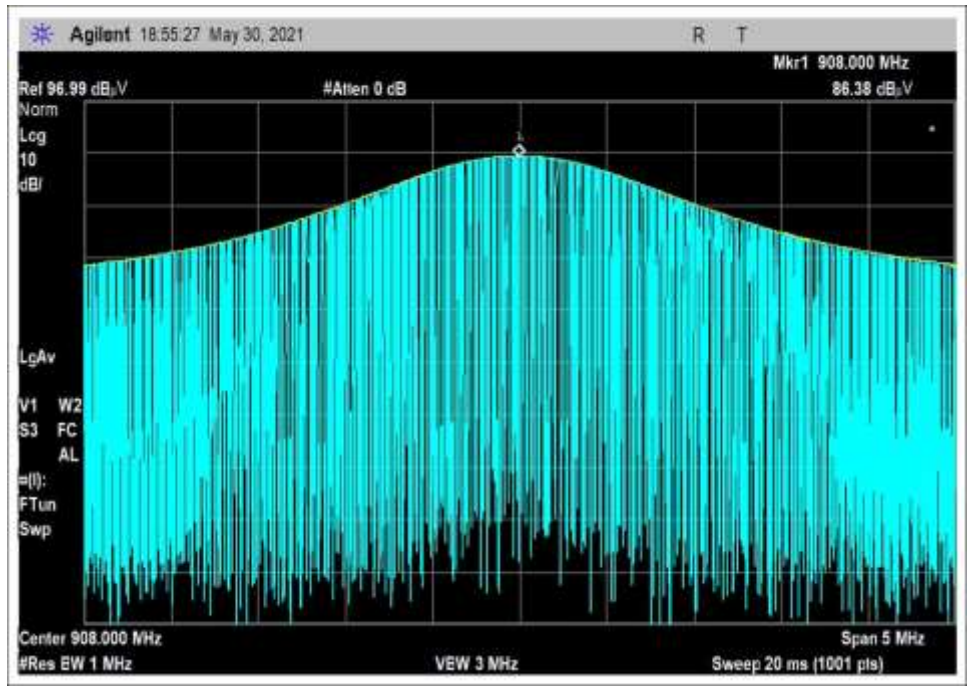 Agilent 18:55:27 May 30, 2021
R T
Mkr1 908.000 MHz
Ref 96.99 dBµV
#Atten 0 dB
86.38 dBµV
Norm
Log
10
dB/
1
LgAv
V1 W2
S3 FC
AL
¤(f):
FTun
Swp
Center 908.000 MHz
Span 5 MHz
#Res BW 1 MHz
VBW 3 MHz
Sweep 20 ms (1001 pts)